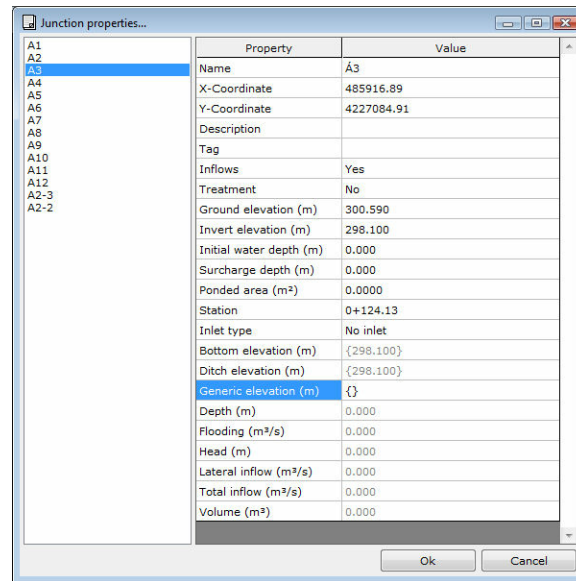 Junction properties...
A1
A2
A3
A4
A5
A6
A7
A8
A9
A10
A11
A12
A2-3
A2-2
Property Value
Name Á3
X-Coordinate 485916.89
Y-Coordinate 4227084.91
Description
Tag
Inflows Yes
Treatment No
Ground elevation (m) 300.590
Invert elevation (m) 298.100
Initial water depth (m) 0.000
Surcharge depth (m) 0.000
Ponded area (m²) 0.0000
Station 0+124.13
Inlet type No inlet
Bottom elevation (m) {298.100}
Ditch elevation (m) {298.100}
Generic elevation (m) {}
Depth (m) 0.000
Flooding (m³/s) 0.000
Head (m) 0.000
Lateral inflow (m³/s) 0.000
Total inflow (m³/s) 0.000
Volume (m³) 0.000
Ok Cancel